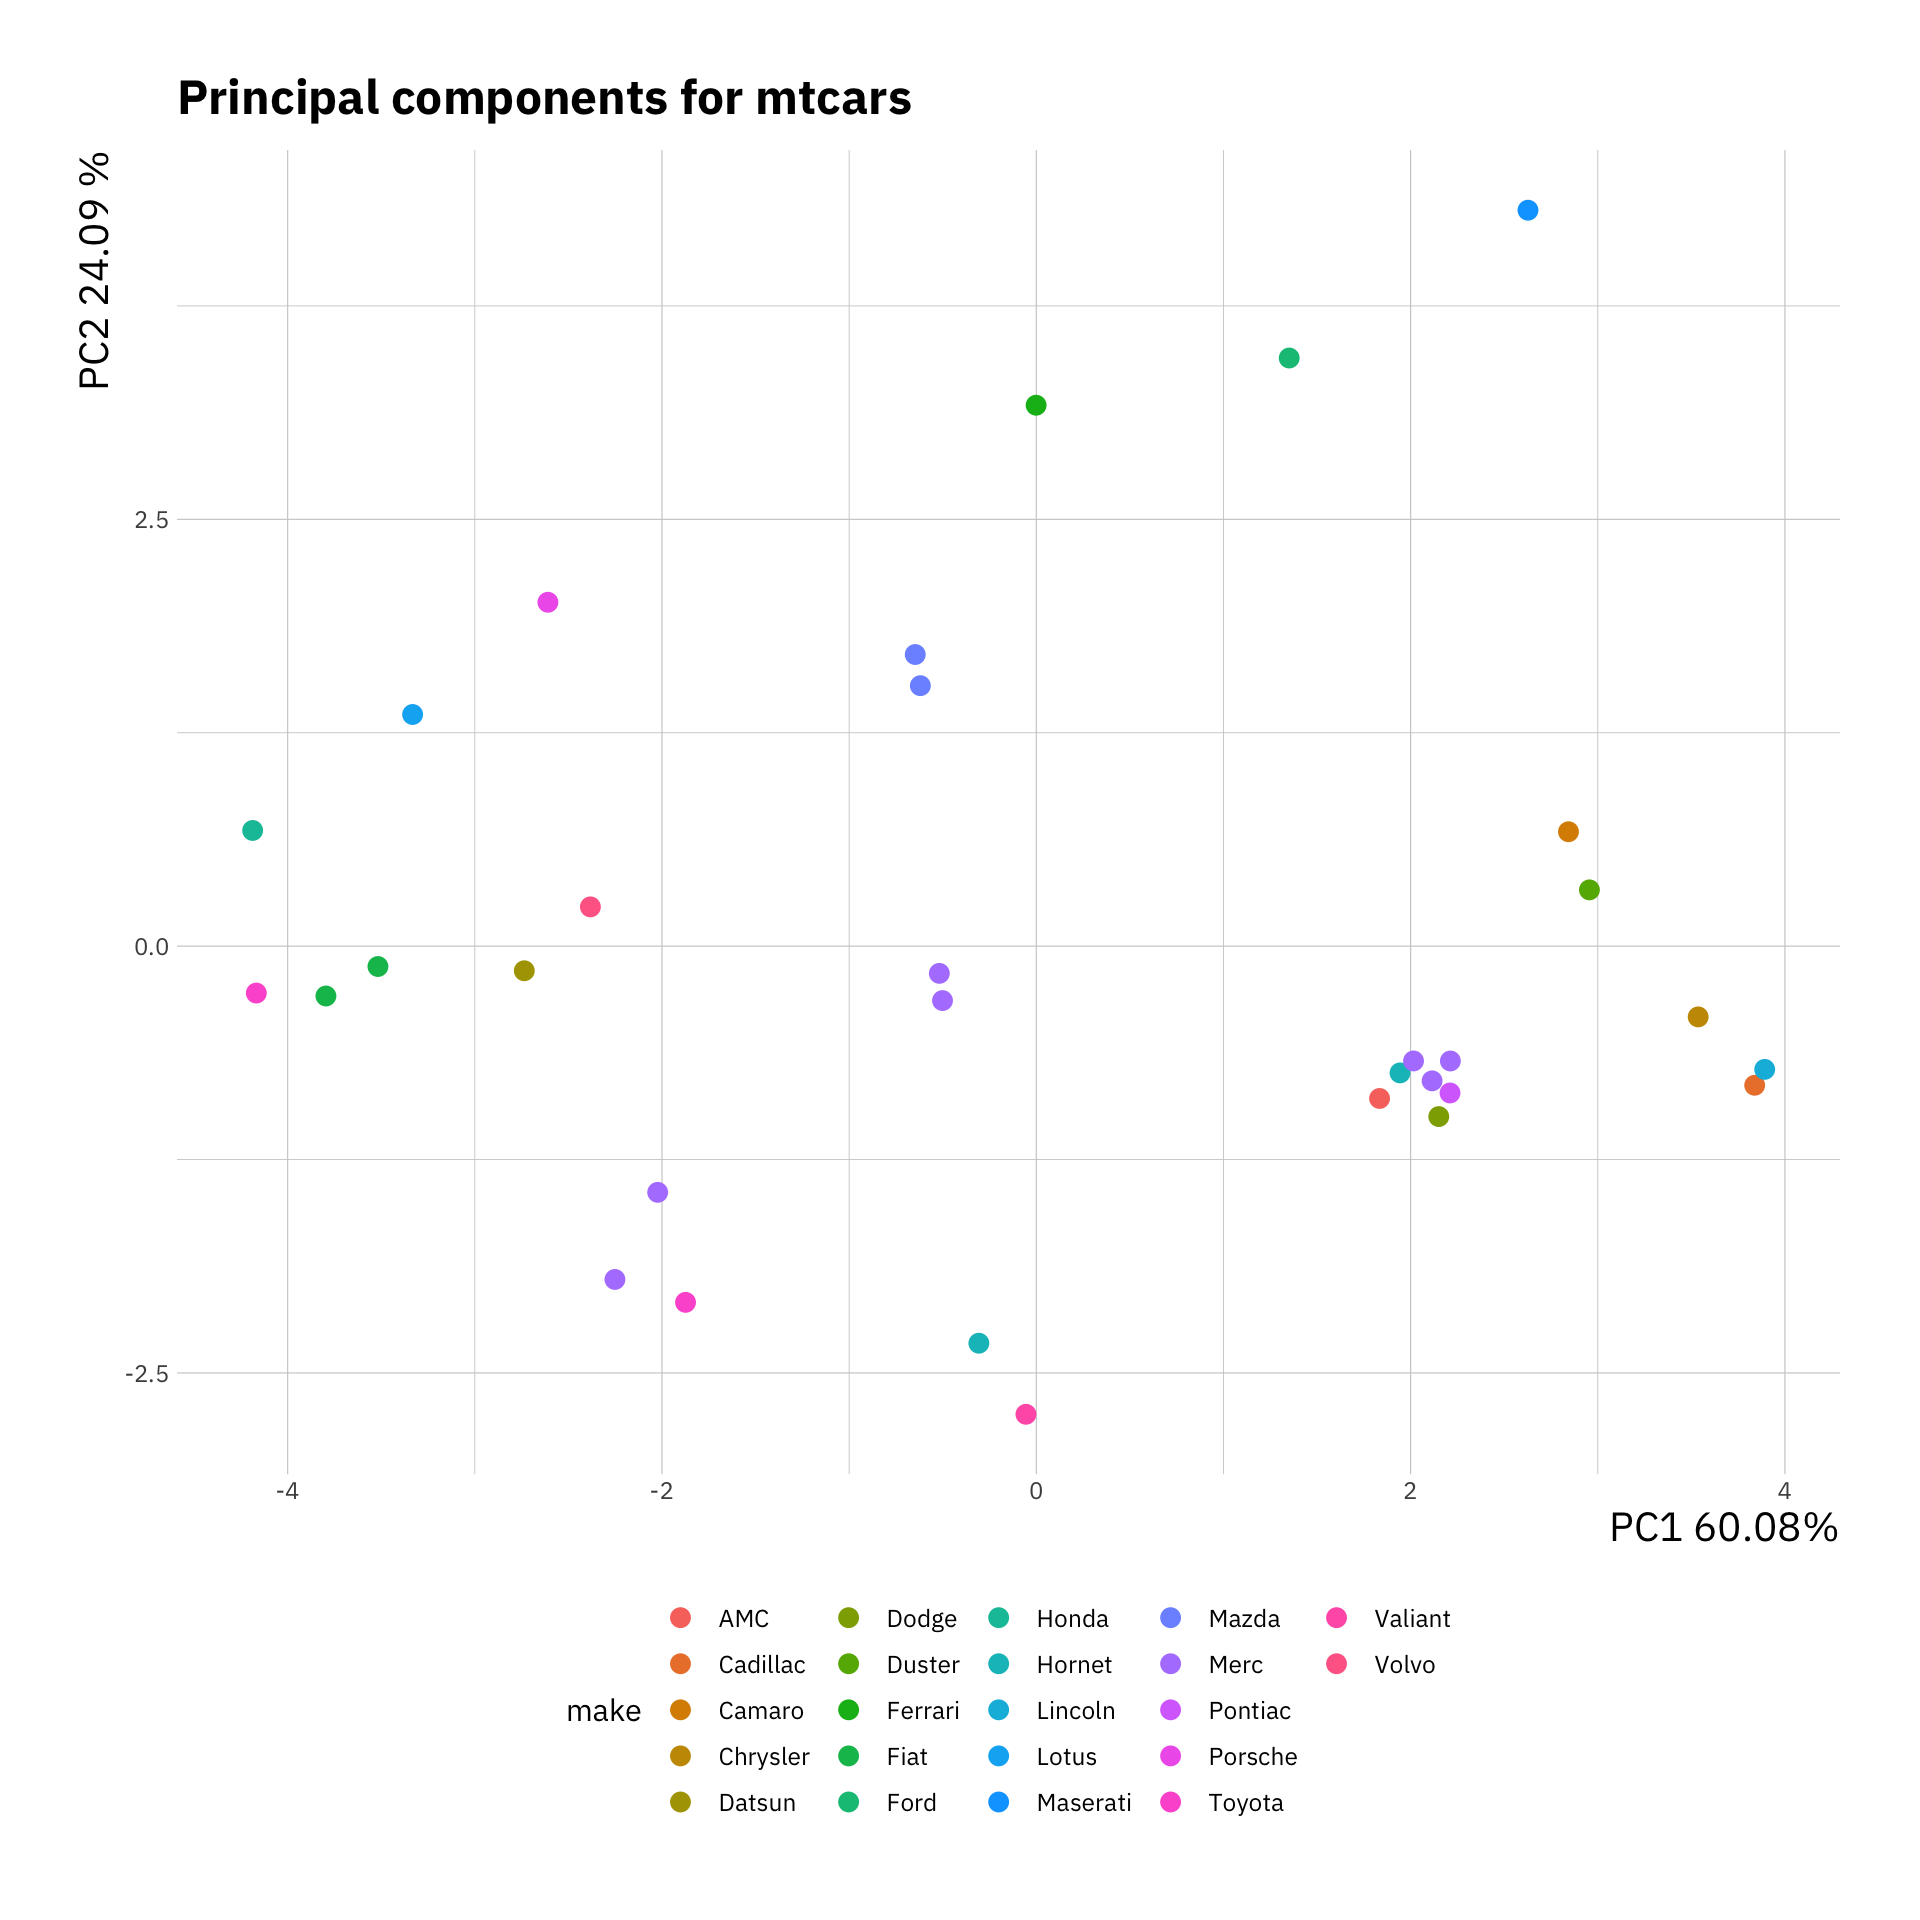 Principal components for mtcars
PC2 24.09 %
2.5
0.0
-2.5
-4 -2 0 2 4
PC1 60.08%
make
AMC Dodge Honda Mazda Valiant
Cadillac Duster Hornet Merc Volvo
Camaro Ferrari Lincoln Pontiac
Chrysler Fiat Lotus Porsche
Datsun Ford Maserati Toyota